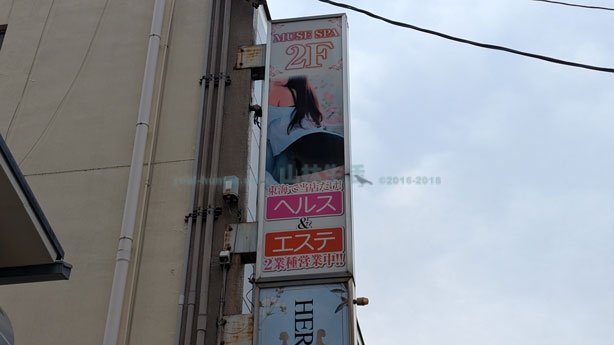 MUSE SPA
2F
東海で当店だけ!
ヘルス
&
エステ
2業種営業中!!
HER
©2016-2018